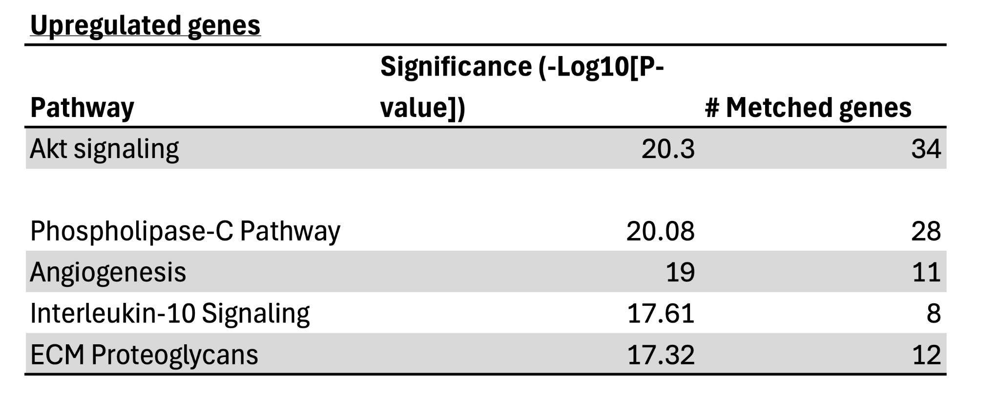 Upregulated genes
Significance (-Log10[P-
Pathway value]) # Metched genes
Akt signaling 20.3 34
Phospholipase-C Pathway 20.08 28
Angiogenesis 19 11
Interleukin-10 Signaling 17.61 8
ECM Proteoglycans 17.32 12